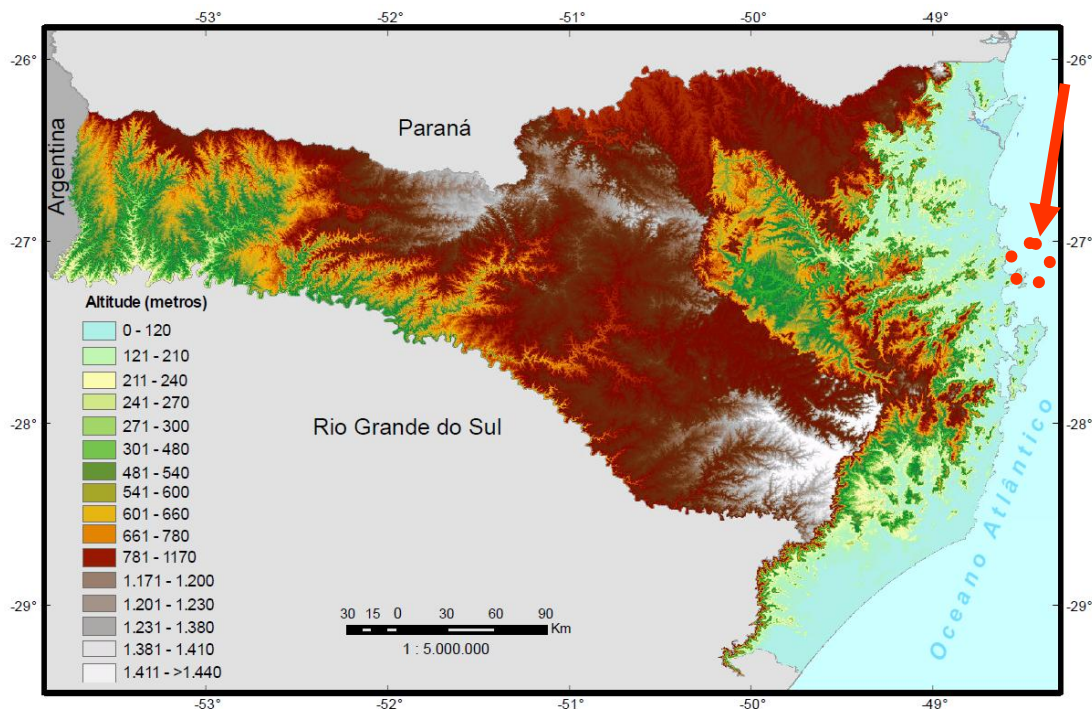 -53° -52° -51° -50° -49°
-26° -26°
Paraná
Argentina
-27° -27°
Altitude (metros)
0 - 120
121 - 210
211 - 240
241 - 270
271 - 300
301 - 480
481 - 540
541 - 600
601 - 660
661 - 780
781 - 1170
1.171 - 1.200
1.201 - 1.230
1.231 - 1.380
1.381 - 1.410
1.411 - >1.440
-28° -28°
Rio Grande do Sul
Oceano Atlântico
-29° -29°
30 15 0 30 60 90
Km
1 : 5.000.000
-53° -52° -51° -50° -49°